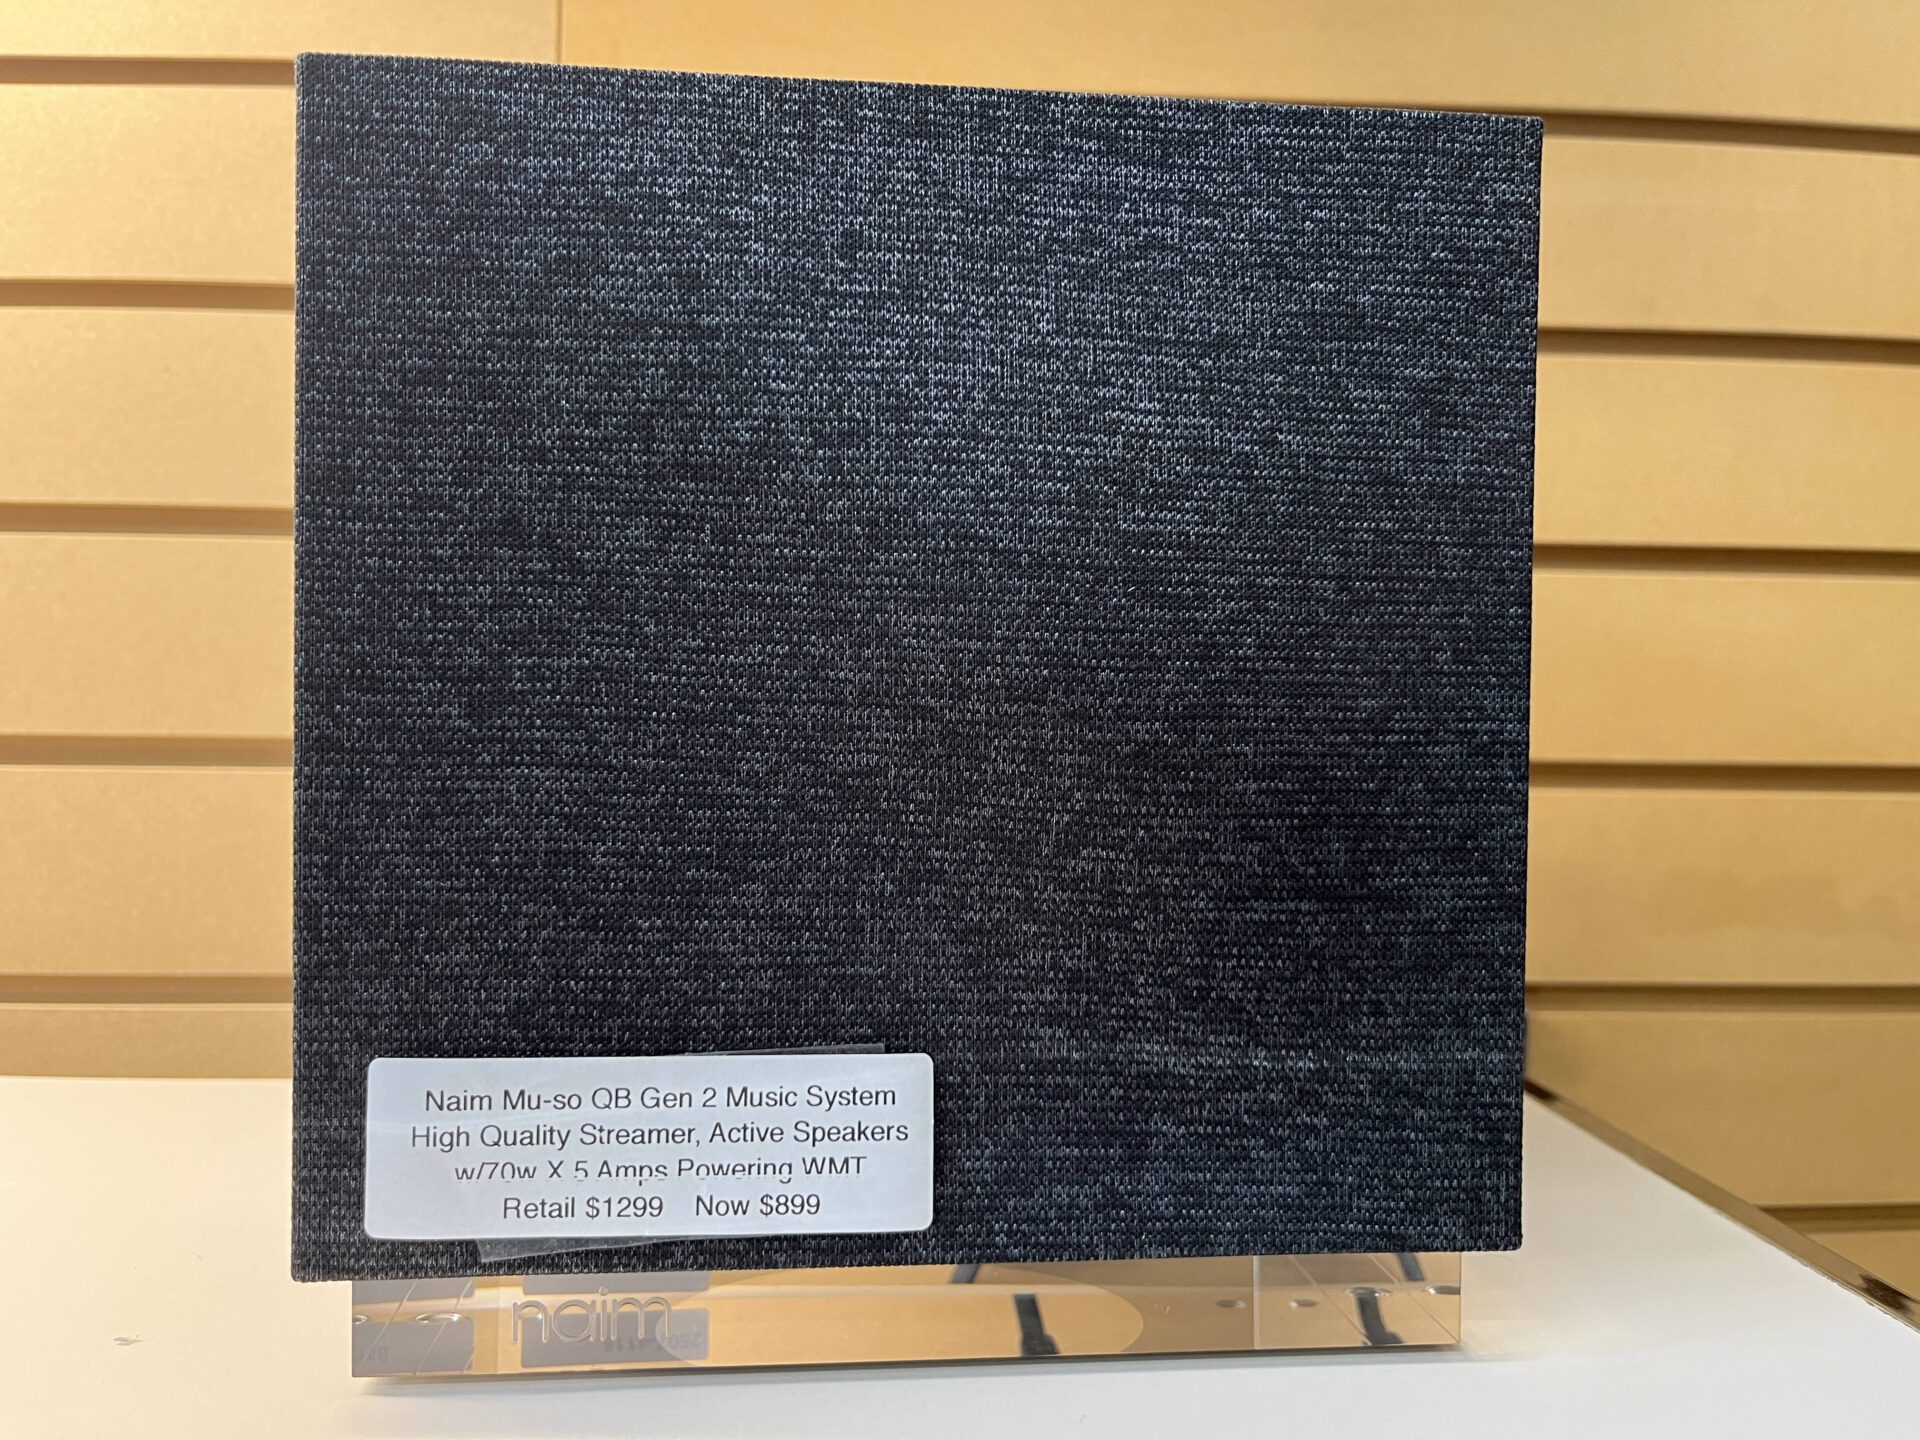 Naim Mu-so QB Gen 2 Music System
High Quality Streamer, Active Speakers
w/70w X 5 Amps Powering WMT
Retail $1299 Now $899
naim